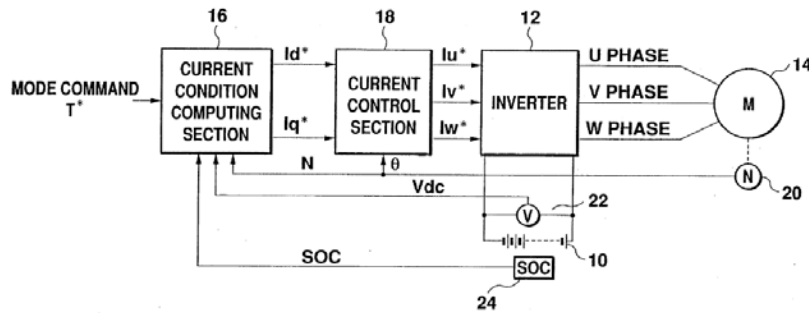 16
18
12
14
MODE COMMAND
T*
CURRENT
CONDITION
COMPUTING
SECTION
Id*
Iq*
CURRENT
CONTROL
SECTION
Iu*
Iv*
Iw*
INVERTER
U PHASE
V PHASE
W PHASE
M
N
θ
N
20
Vdc
V
22
10
SOC
SOC
24